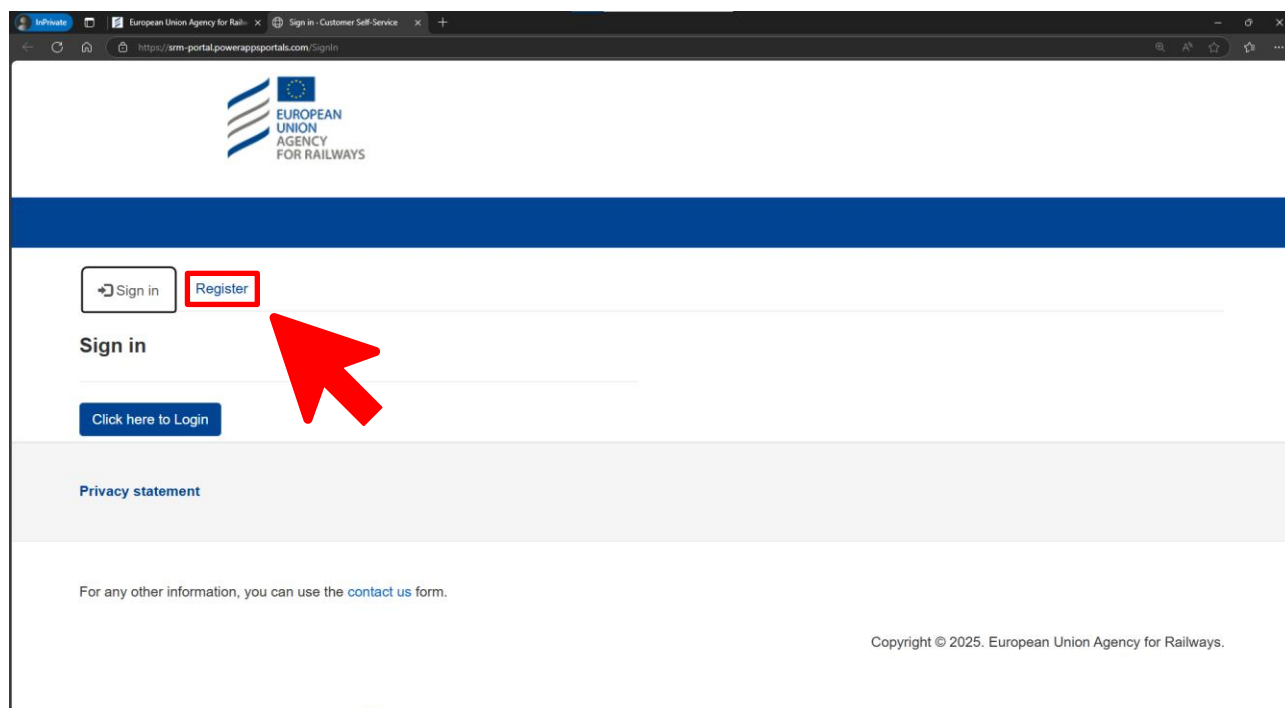 InPrivate
European Union Agency for Railw
Sign in - Customer Self-Service
https://srm-portal.powerappsportals.com/SignIn
EUROPEAN
UNION
AGENCY
FOR RAILWAYS
Sign in
Register
Sign in
Click here to Login
Privacy statement
For any other information, you can use the contact us form.
Copyright © 2025. European Union Agency for Railways.